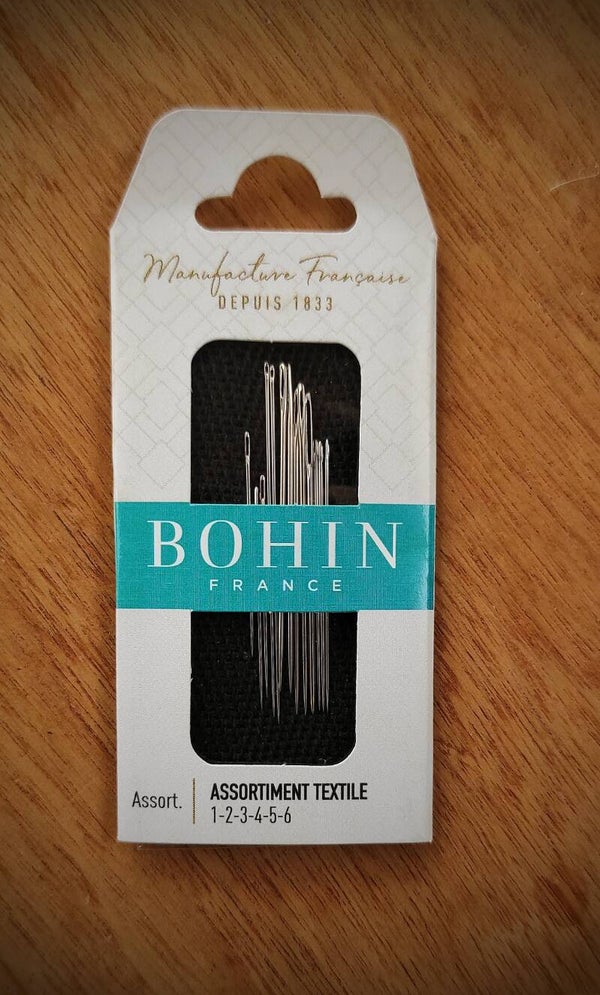 Manufacture Française
DEPUIS 1833
BOHIN
FRANCE
Assort.
ASSORTIMENT TEXTILE
1-2-3-4-5-6